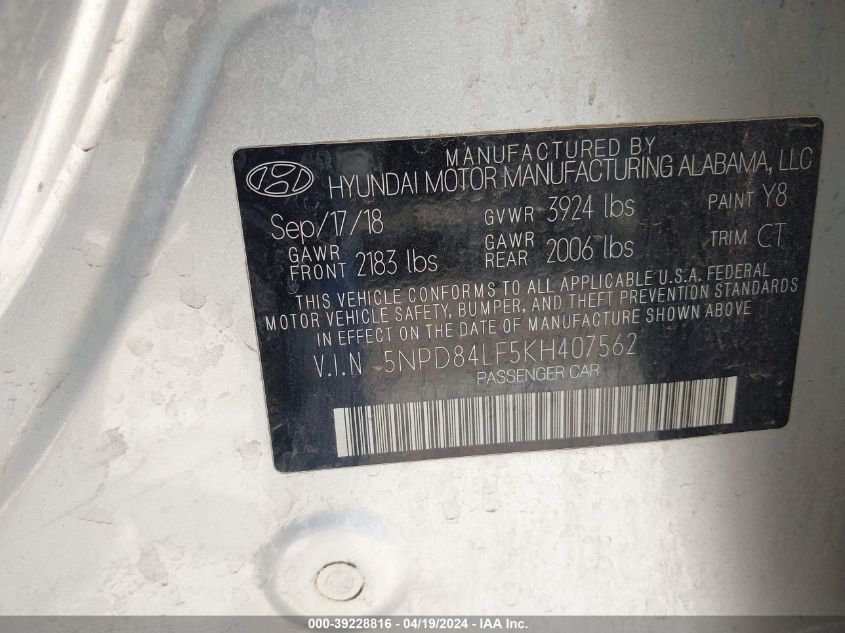 MANUFACTURED BY
HYUNDAI MOTOR MANUFACTURING ALABAMA, LLC
Sep/17/18 GVWR 3924 lbs PAINT Y8
GAWR FRONT 2183 lbs GAWR REAR 2006 lbs TRIM CT
THIS VEHICLE CONFORMS TO ALL APPLICABLE U.S.A. FEDERAL
MOTOR VEHICLE SAFETY, BUMPER, AND THEFT PREVENTION STANDARDS
IN EFFECT ON THE DATE OF MANUFACTURE SHOWN ABOVE
V.I.N 5NPD84LF5KH407562
PASSENGER CAR
000-39228816 - 04/19/2024 - IAA Inc.